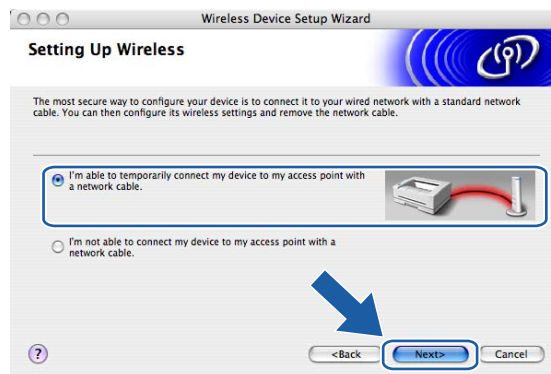 Wireless Device Setup Wizard
Setting Up Wireless
The most secure way to configure your device is to connect it to your wired network with a standard network
cable. You can then configure its wireless settings and remove the network cable.
I'm able to temporarily connect my device to my access point with
a network cable.
I'm not able to connect my device to my access point with a
network cable.
?
<Back
Next>
Cancel